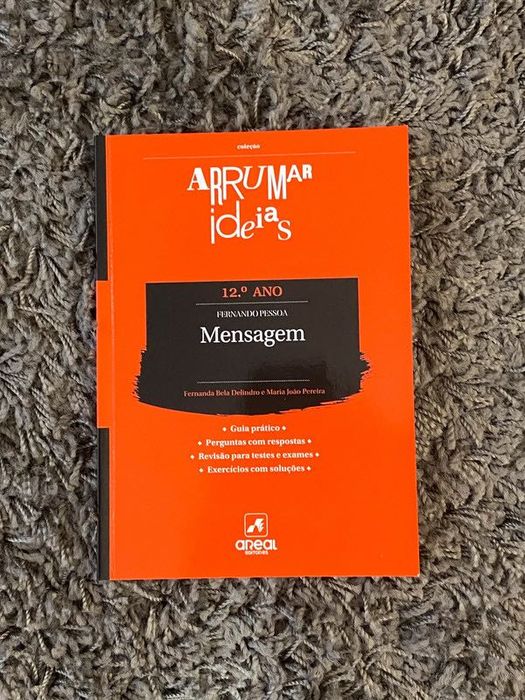 coleção
ARRUMAR
ideias
12.º ANO
FERNANDO PESSOA
Mensagem
Fernanda Bela Delindro e Maria João Pereira
Guia prático
Perguntas com respostas
Revisão para testes e exames
Exercícios com soluções
areal
EDITORES